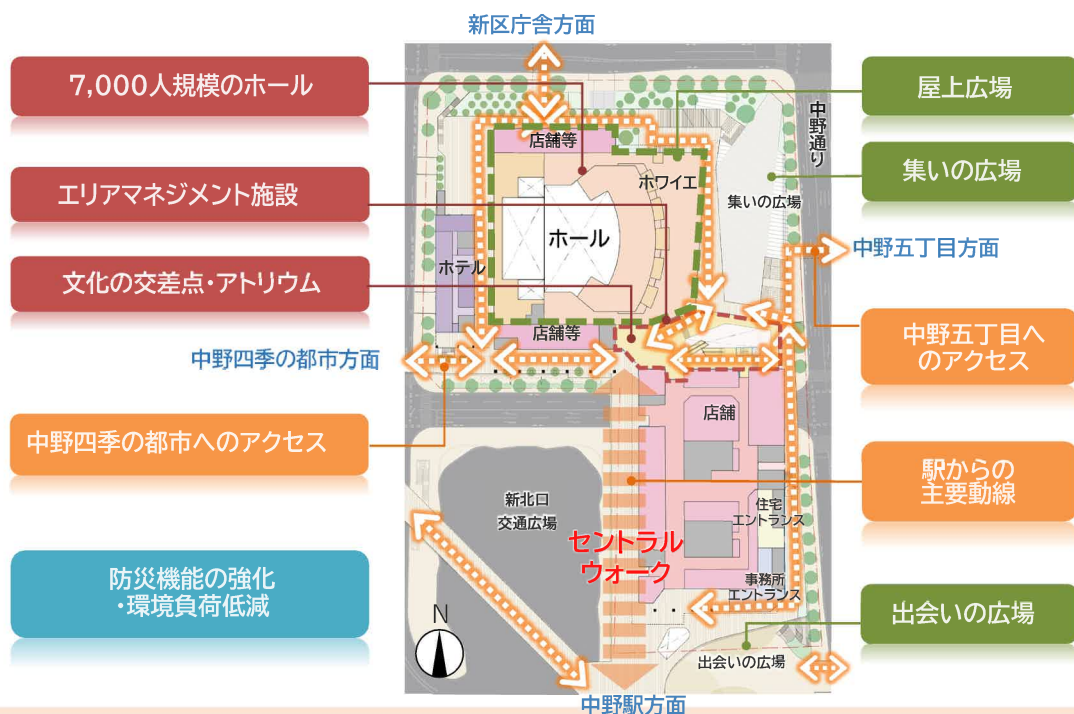 新区庁舎方面
7,000人規模のホール
エリアマネジメント施設
文化の交差点・アトリウム
中野四季の都市方面
中野四季の都市へのアクセス
防災機能の強化
・環境負荷低減
店舗等
ホワイエ
ホール
ホテル
店舗等
集いの広場
中野通り
店舗
新北口
交通広場
セントラル
ウォーク
住宅
エントランス
事務所
エントランス
出会いの広場
N
中野駅方面
屋上広場
集いの広場
中野五丁目方面
中野五丁目へ
のアクセス
駅からの
主要動線
出会いの広場